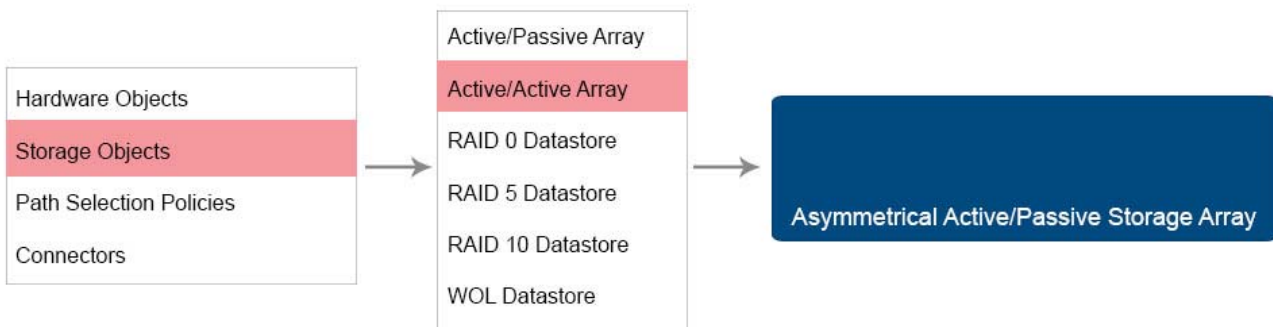 Hardware Objects
Storage Objects
Path Selection Policies
Connectors
Active/Passive Array
Active/Active Array
RAID 0 Datastore
RAID 5 Datastore
RAID 10 Datastore
WOL Datastore
Asymmetrical Active/Passive Storage Array